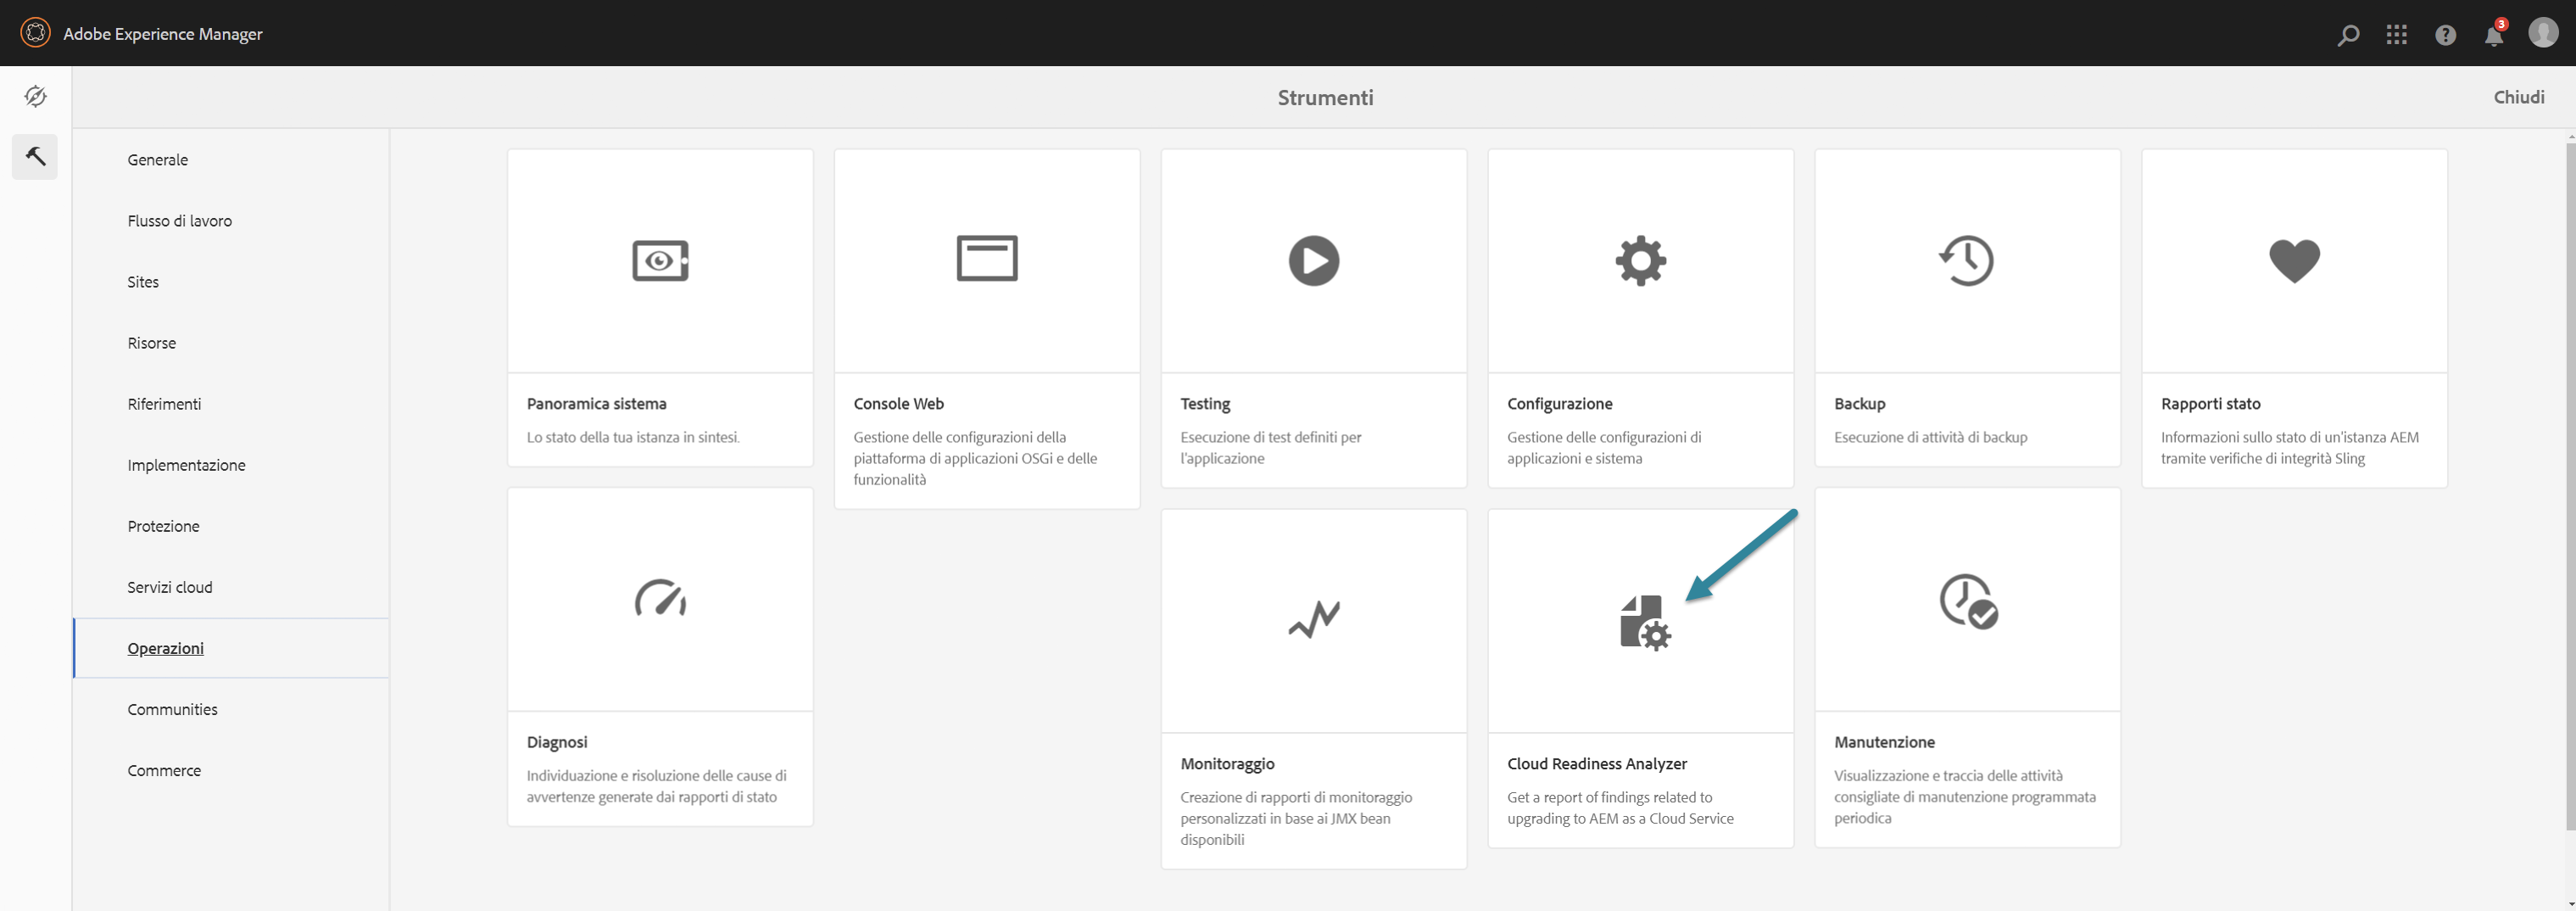 Adobe Experience Manager
3
Strumenti
Chiudi
Generale
Flusso di lavoro
Sites
Risorse
Riferimenti
Implementazione
Protezione
Servizi cloud
Operazioni
Communities
Commerce
Panoramica sistema
Lo stato della tua istanza in sintesi.
Console Web
Gestione delle configurazioni della
piattaforma di applicazioni OSGi e delle
funzionalità
Testing
Esecuzione di test definiti per
l'applicazione
Configurazione
Gestione delle configurazioni di
applicazioni e sistema
Backup
Esecuzione di attività di backup
Rapporti stato
Informazioni sullo stato di un'istanza AEM
tramite verifiche di integrità Sling
Diagnosi
Individuazione e risoluzione delle cause di
avvertenze generate dai rapporti di stato
Monitoraggio
Creazione di rapporti di monitoraggio
personalizzati in base ai JMX bean
disponibili
Cloud Readiness Analyzer
Get a report of findings related to
upgrading to AEM as a Cloud Service
Manutenzione
Visualizzazione e traccia delle attività
consigliate di manutenzione programmata
periodica